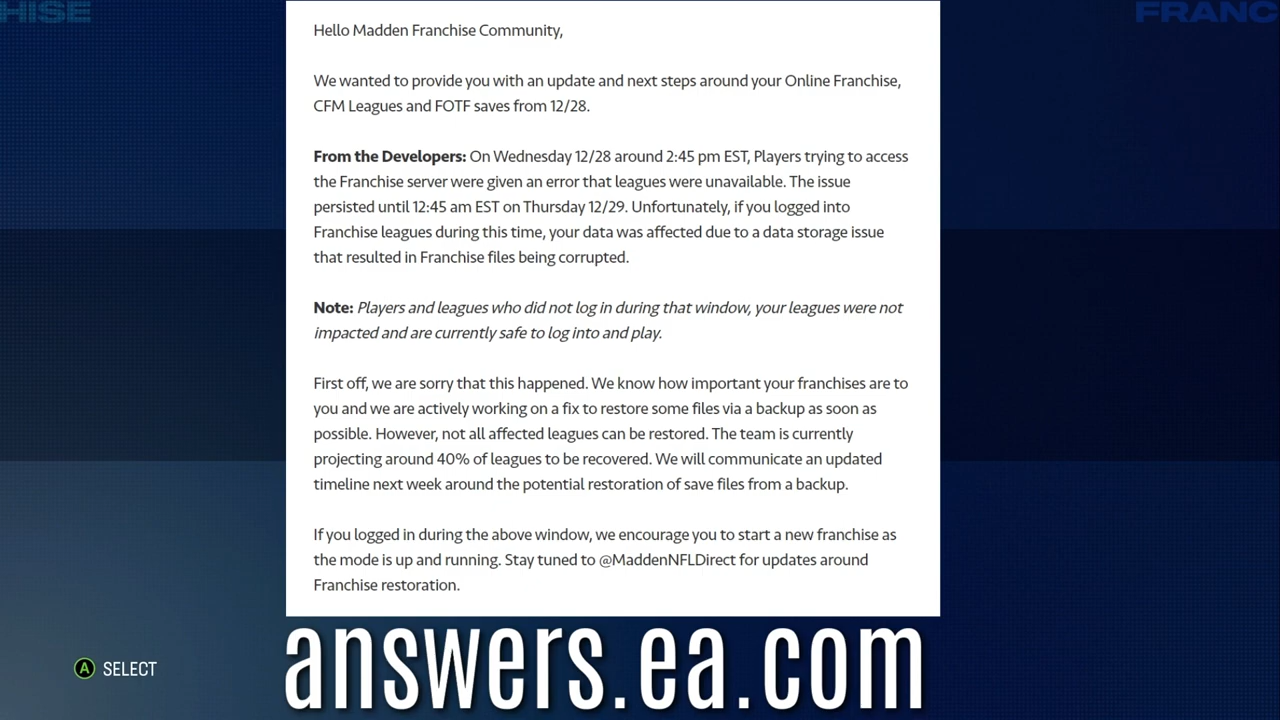 HISE
FRANC
Hello Madden Franchise Community,
We wanted to provide you with an update and next steps around your Online Franchise,
CFM Leagues and FOTF saves from 12/28.
From the Developers: On Wednesday 12/28 around 2:45 pm EST, Players trying to access
the Franchise server were given an error that leagues were unavailable. The issue
persisted until 12:45 am EST on Thursday 12/29. Unfortunately, if you logged into
Franchise leagues during this time, your data was affected due to a data storage issue
that resulted in Franchise files being corrupted.
Note: Players and leagues who did not log in during that window, your leagues were not
impacted and are currently safe to log into and play.
First off, we are sorry that this happened. We know how important your franchises are to
you and we are actively working on a fix to restore some files via a backup as soon as
possible. However, not all affected leagues can be restored. The team is currently
projecting around 40% of leagues to be recovered. We will communicate an updated
timeline next week around the potential restoration of save files from a backup.
If you logged in during the above window, we encourage you to start a new franchise as
the mode is up and running. Stay tuned to @MaddenNFLDirect for updates around
Franchise restoration.
answers.ea.com
A SELECT